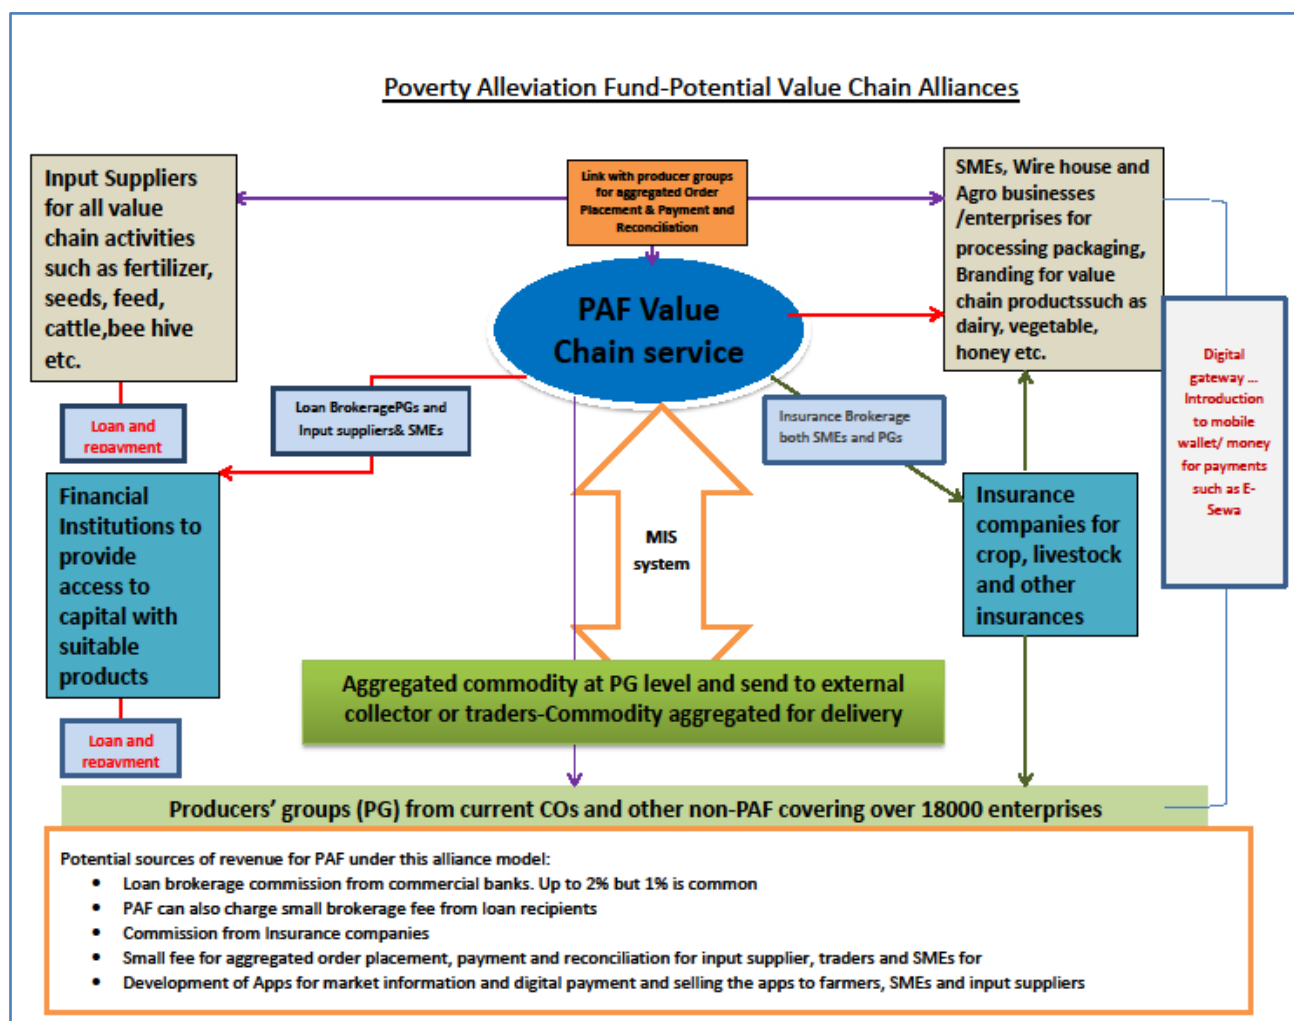 Poverty Alleviation Fund-Potential Value Chain Alliances
Input Suppliers
for all value
chain activities
such as fertilizer,
seeds, feed,
cattle,bee hive
etc.
Link with producer groups
for aggregated Order
Placement & Payment and
Reconciliation
SMEs, Wire house and
Agro businesses
/enterprises for
processing packaging,
Branding for value
chain productssuch as
dairy, vegetable,
honey etc.
PAF Value
Chain service
Digital
gateway ...
Introduction
to mobile
wallet/ money
for payments
such as E-
Sewa
Loan and
repayment
Loan BrokeragePGs and
Input suppliers& SMEs
Insurance Brokerage
both SMEs and PGs
Financial
Institutions to
provide
access to
capital with
suitable
products
MIS
system
Insurance
companies for
crop, livestock
and other
insurances
Aggregated commodity at PG level and send to external
collector or traders-Commodity aggregated for delivery
Loan and
repayment
Producers' groups (PG) from current COs and other non-PAF covering over 18000 enterprises
Potential sources of revenue for PAF under this alliance model:
• Loan brokerage commission from commercial banks. Up to 2% but 1% is common
• PAF can also charge small brokerage fee from loan recipients
• Commission from Insurance companies
• Small fee for aggregated order placement, payment and reconciliation for input supplier, traders and SMEs for
• Development of Apps for market information and digital payment and selling the apps to farmers, SMEs and input suppliers